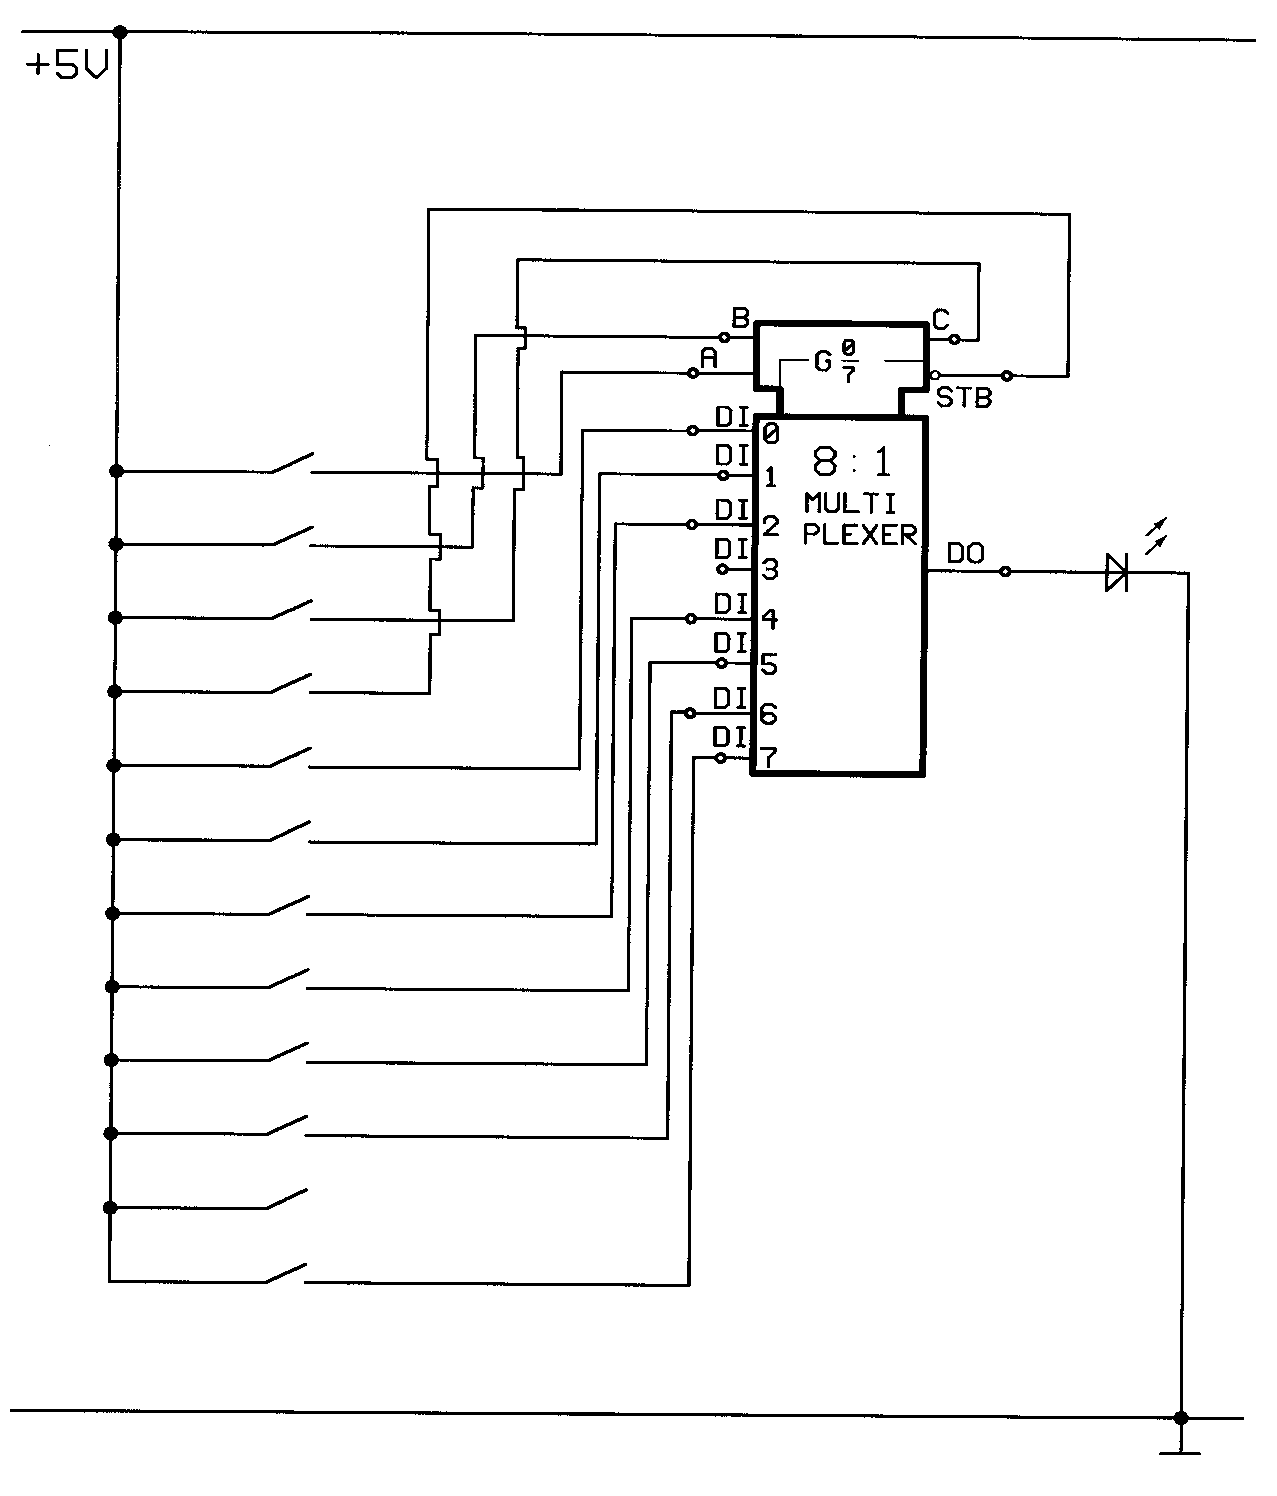 +5V
B
C
A
G 0/7
STB
DI
0
DI
8:1
1
MULTI
DI
2
PLEXER
DI
DO
3
DI
4
DI
5
DI
6
DI
7